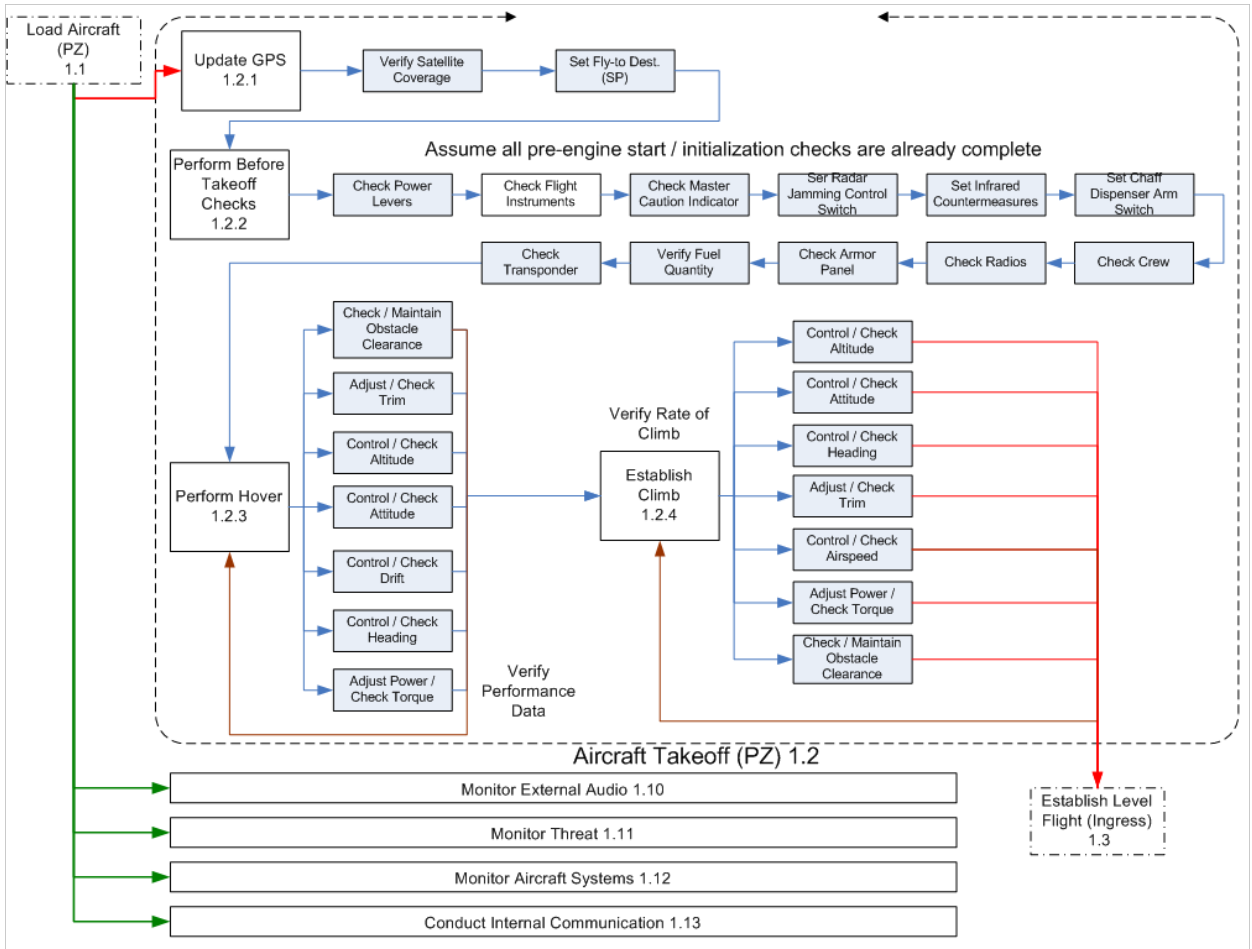 Load Aircraft
(PZ)
1.1
Update GPS
1.2.1
Verify Satellite
Coverage
Set Fly-to Dest.
(SP)
Perform Before
Takeoff
Checks
1.2.2
Assume all pre-engine start / initialization checks are already complete
Check Power
Levers
Check Flight
Instruments
Check Master
Caution Indicator
Ser Radar
Jamming Control
Switch
Set Infrared
Countermeasures
Set Chaff
Dispenser Arm
Switch
Check
Transponder
Verify Fuel
Quantity
Check Armor
Panel
Check Radios
Check Crew
Perform Hover
1.2.3
Check / Maintain
Obstacle
Clearance
Adjust / Check
Trim
Control / Check
Altitude
Control / Check
Attitude
Control / Check
Drift
Control / Check
Heading
Adjust Power /
Check Torque
Verify
Performance
Data
Verify Rate of
Climb
Establish
Climb
1.2.4
Control / Check
Altitude
Control / Check
Attitude
Control / Check
Heading
Adjust / Check
Trim
Control / Check
Airspeed
Adjust Power /
Check Torque
Check / Maintain
Obstacle
Clearance
Aircraft Takeoff (PZ) 1.2
Monitor External Audio 1.10
Monitor Threat 1.11
Monitor Aircraft Systems 1.12
Conduct Internal Communication 1.13
Establish Level
Flight (Ingress)
1.3